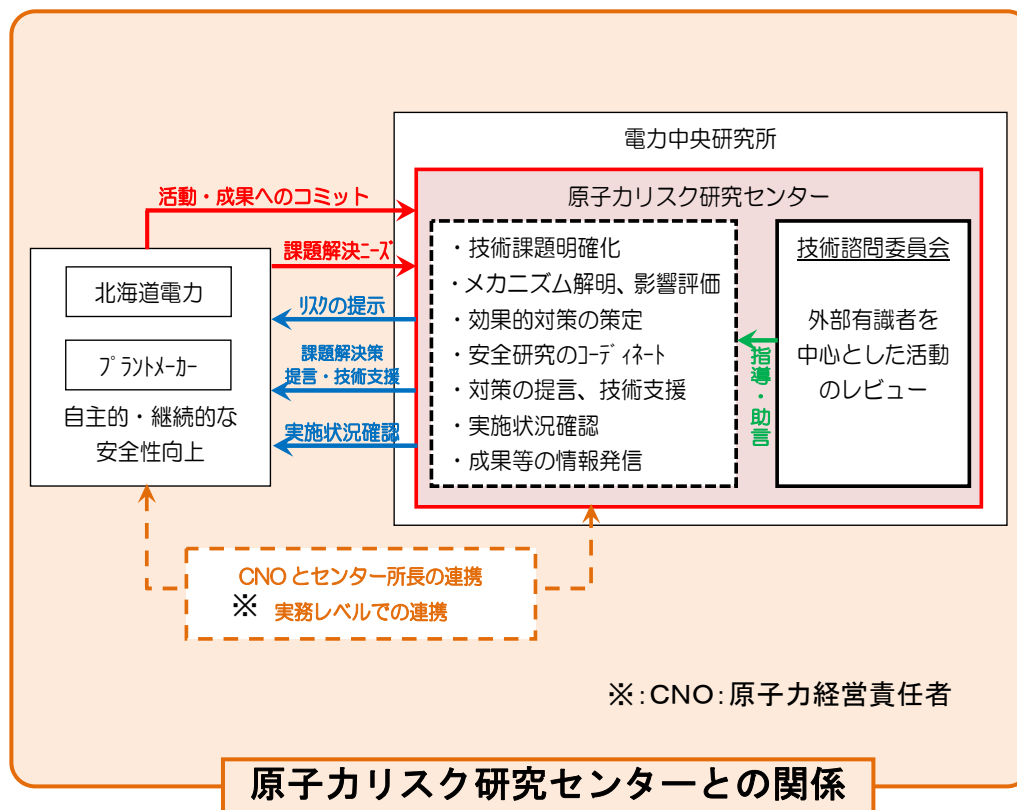 電力中央研究所
原子力リスク研究センター
活動・成果へのコミット
課題解決ニーズ
リスクの提示
課題解決策
提言・技術支援
実施状況確認
北海道電力
プラントメーカー
自主的・継続的な
安全性向上
・技術課題明確化
・メカニズム解明、影響評価
・効果的対策の策定
・安全研究のコーディネート
・対策の提言、技術支援
・実施状況確認
・成果等の情報発信
指導・助言
技術諮問委員会
外部有識者を
中心とした活動
のレビュー
CNOとセンター所長の連携
※ 実務レベルでの連携
※:CNO:原子力経営責任者
原子力リスク研究センターとの関係